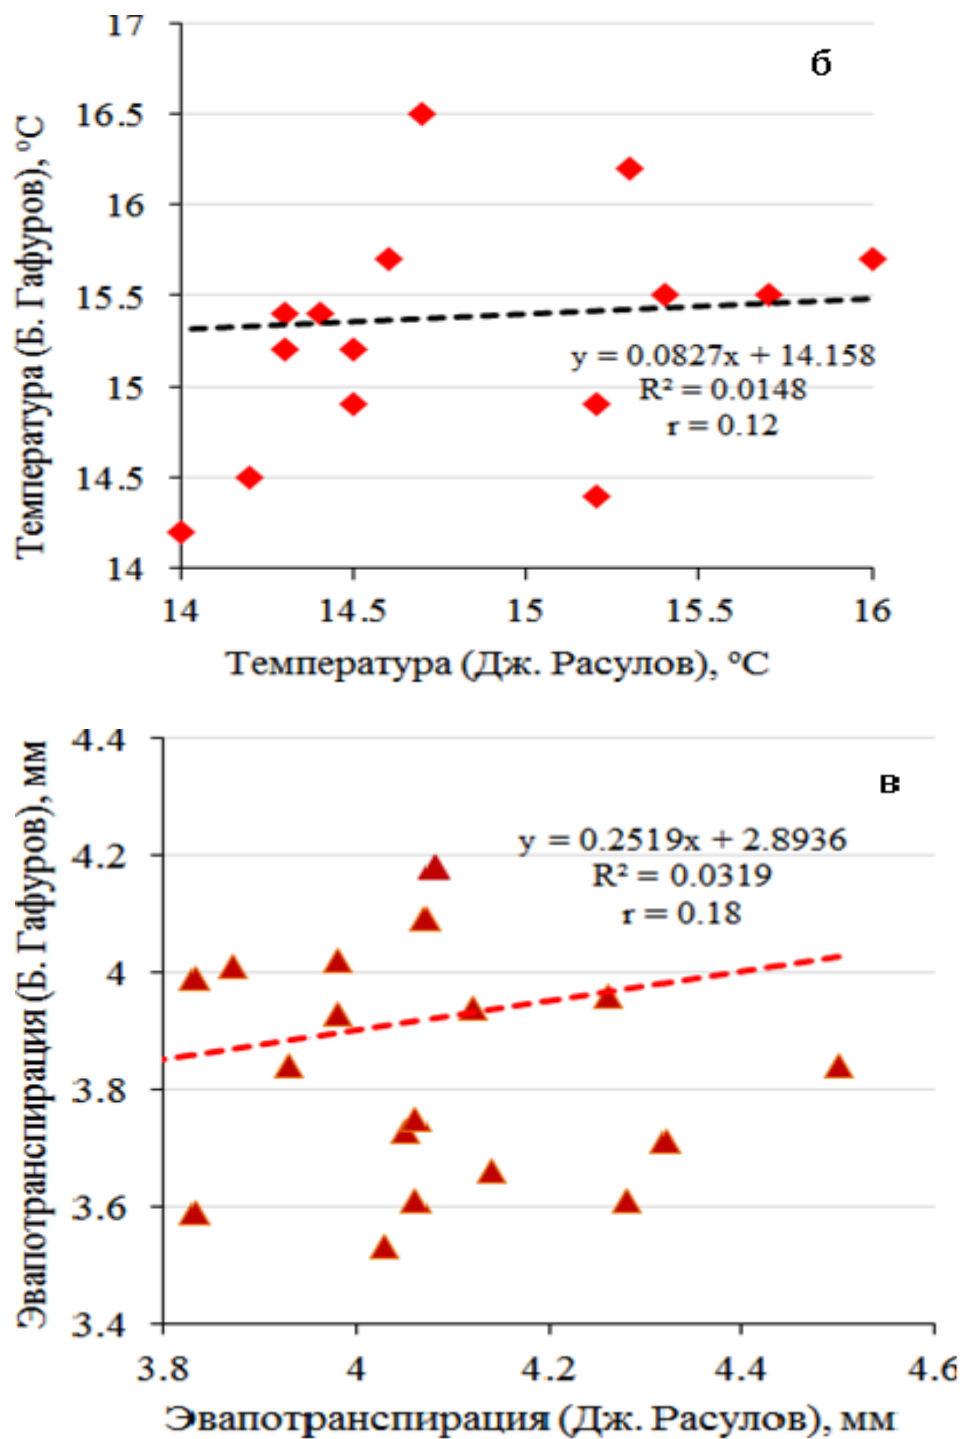 17
б
16.5
16
15.5
15
14.5
14
Температура (Б. Гафуров), ºC
y = 0.0827x + 14.158
R² = 0.0148
r = 0.12
14
14.5
15
15.5
16
Температура (Дж. Расулов), ºC
4.4
в
4.2
4
3.8
3.6
3.4
Эвапотранспирация (Б. Гафуров), мм
y = 0.2519x + 2.8936
R² = 0.0319
r = 0.18
3.8
4
4.2
4.4
4.6
Эвапотранспирация (Дж. Расулов), мм